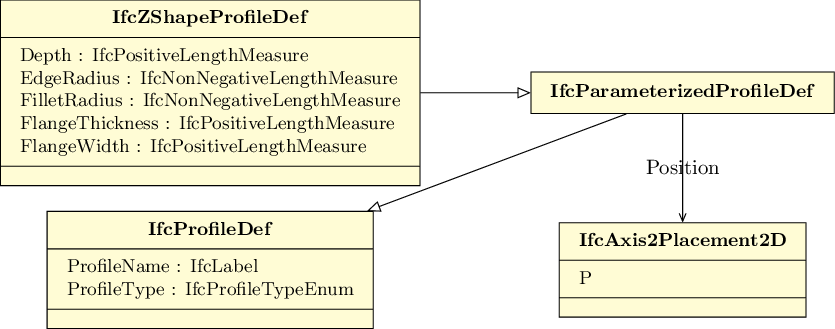 IfcZShapeProfileDef
Depth : IfcPositiveLengthMeasure
EdgeRadius : IfcNonNegativeLengthMeasure
FilletRadius : IfcNonNegativeLengthMeasure
FlangeThickness : IfcPositiveLengthMeasure
FlangeWidth : IfcPositiveLengthMeasure
IfcParameterizedProfileDef
Position
IfcProfileDef
ProfileName : IfcLabel
ProfileType : IfcProfileTypeEnum
IfcAxis2Placement2D
P